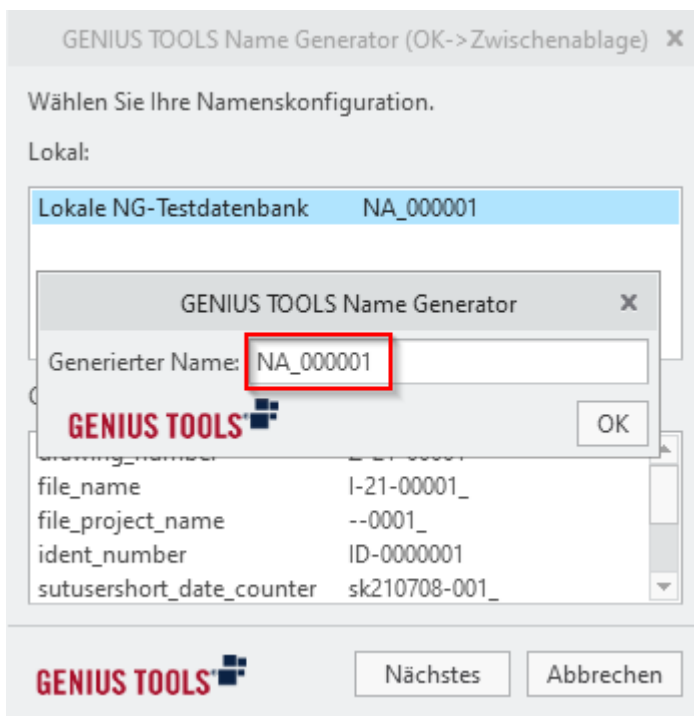 GENIUS TOOLS Name Generator (OK->Zwischenablage) X
Wählen Sie Ihre Namenskonfiguration.
Lokal:
Lokale NG-Testdatenbank NA_000001
GENIUS TOOLS Name Generator X
Generierter Name: NA_000001
GENIUS TOOLS
OK
file_name I-21-00001_
file_project_name --0001_
ident_number ID-0000001
sutusershort_date_counter sk210708-001_
GENIUS TOOLS
Nächstes Abbrechen